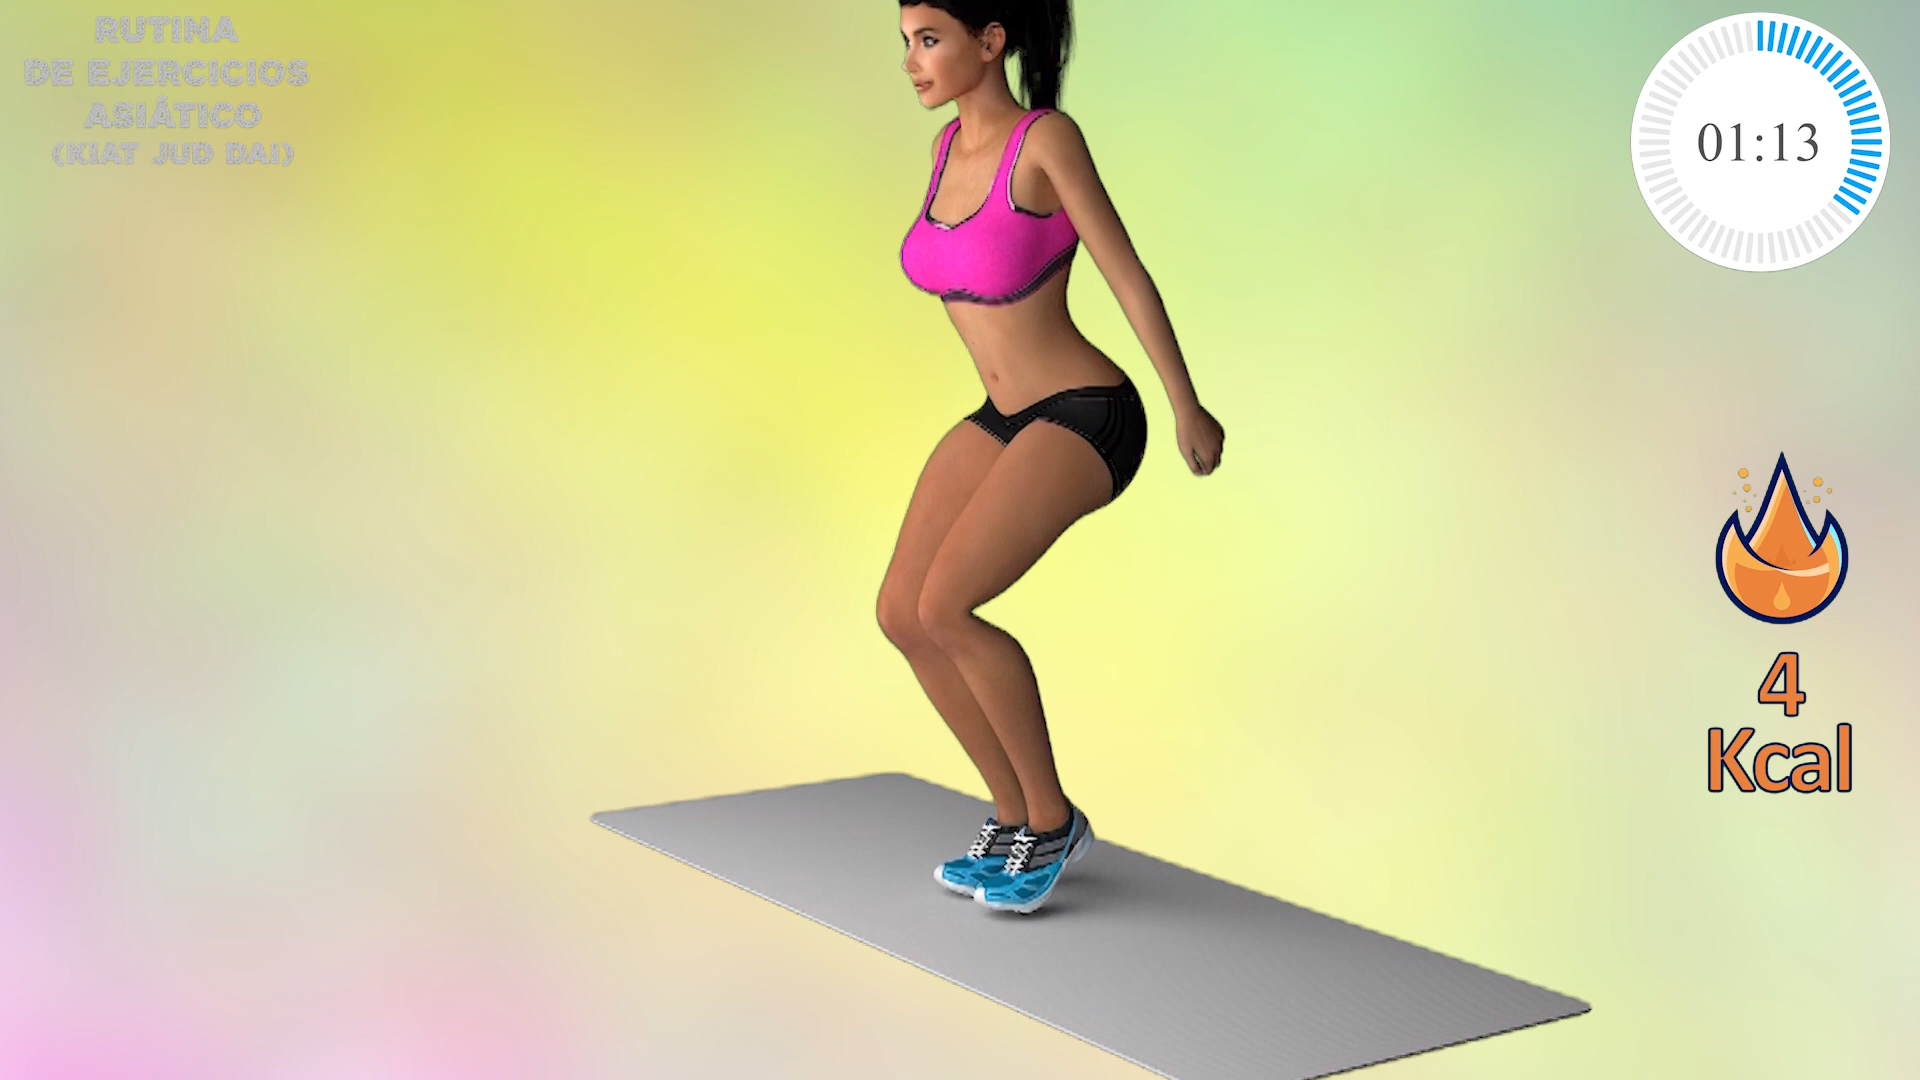 RUTINA
DE EJERCICIOS
ASIÁTICO
(KIAT JUD DAI)
01:13
4
Kcal